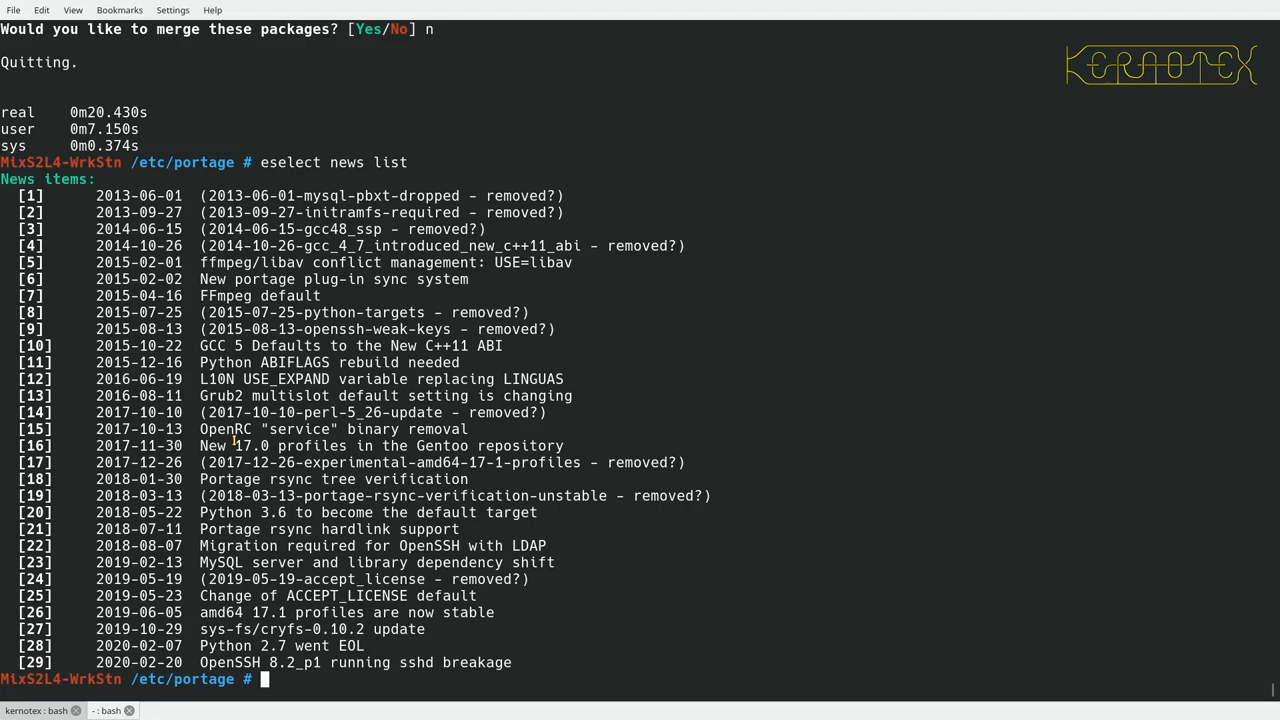 File Edit View Bookmarks Settings Help
Would you like to merge these packages? [Yes/No] n
KERNOTEX
Quitting.
real 0m20.430s
user 0m7.150s
sys 0m0.374s
MixS2L4-WrkStn /etc/portage # eselect news list
News items:
[1] 2013-06-01 (2013-06-01-mysql-pbxt-dropped - removed?)
[2] 2013-09-27 (2013-09-27-initramfs-required - removed?)
[3] 2014-06-15 (2014-06-15-gcc48_ssp - removed?)
[4] 2014-10-26 (2014-10-26-gcc_4_7_introduced_new_c++11_abi - removed?)
[5] 2015-02-01 ffmpeg/libav conflict management: USE=libav
[6] 2015-02-02 New portage plug-in sync system
[7] 2015-04-16 FFmpeg default
[8] 2015-07-25 (2015-07-25-python-targets - removed?)
[9] 2015-08-13 (2015-08-13-openssh-weak-keys - removed?)
[10] 2015-10-22 GCC 5 Defaults to the New C++11 ABI
[11] 2015-12-16 Python ABIFLAGS rebuild needed
[12] 2016-06-19 L10N USE_EXPAND variable replacing LINGUAS
[13] 2016-08-11 Grub2 multislot default setting is changing
[14] 2017-10-10 (2017-10-10-perl-5_26-update - removed?)
[15] 2017-10-13 OpenRC "service" binary removal
[16] 2017-11-30 New 17.0 profiles in the Gentoo repository
[17] 2017-12-26 (2017-12-26-experimental-amd64-17-1-profiles - removed?)
[18] 2018-01-30 Portage rsync tree verification
[19] 2018-03-13 (2018-03-13-portage-rsync-verification-unstable - removed?)
[20] 2018-05-22 Python 3.6 to become the default target
[21] 2018-07-11 Portage rsync hardlink support
[22] 2018-08-07 Migration required for OpenSSH with LDAP
[23] 2019-02-13 MySQL server and library dependency shift
[24] 2019-05-19 (2019-05-19-accept_license - removed?)
[25] 2019-05-23 Change of ACCEPT_LICENSE default
[26] 2019-06-05 amd64 17.1 profiles are now stable
[27] 2019-10-29 sys-fs/cryfs-0.10.2 update
[28] 2020-02-07 Python 2.7 went EOL
[29] 2020-02-20 OpenSSH 8.2_p1 running sshd breakage
MixS2L4-WrkStn /etc/portage #
kernotex : bash - : bash